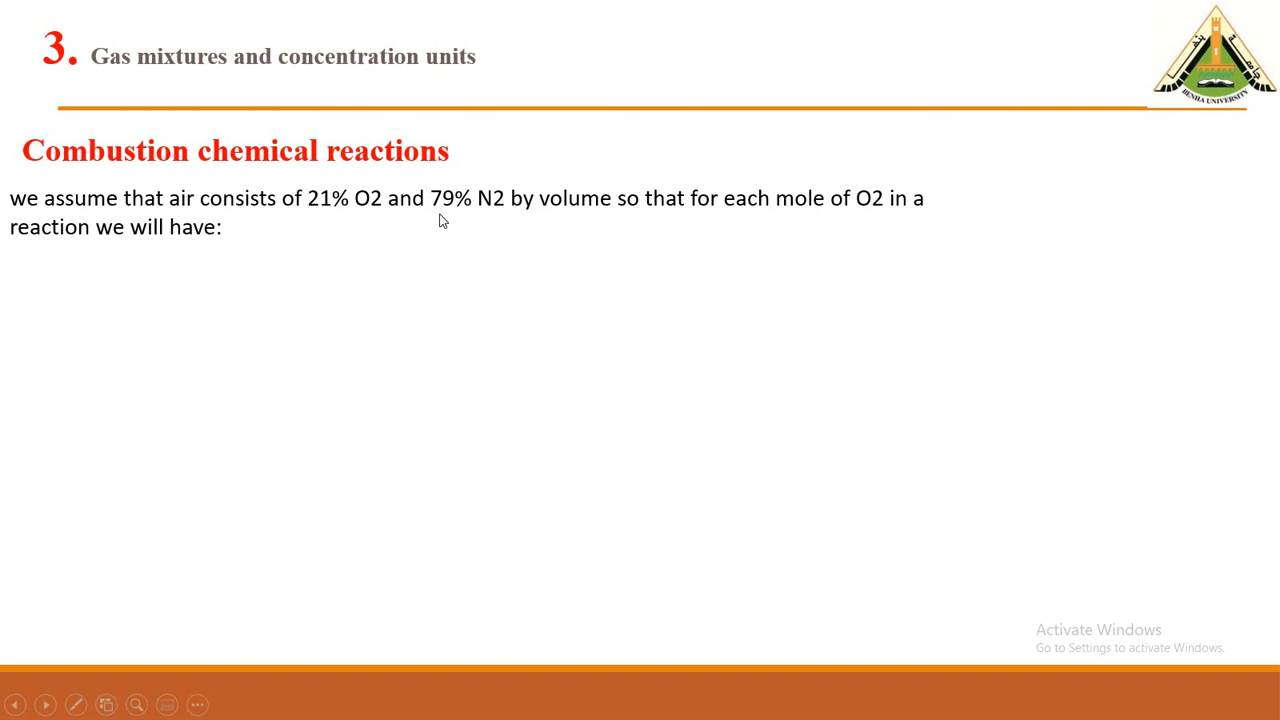 3. Gas mixtures and concentration units
BENHA UNIVERSITY
Combustion chemical reactions
we assume that air consists of 21% O2 and 79% N2 by volume so that for each mole of O2 in a
reaction we will have:
Activate Windows
Go to Settings to activate Windows.